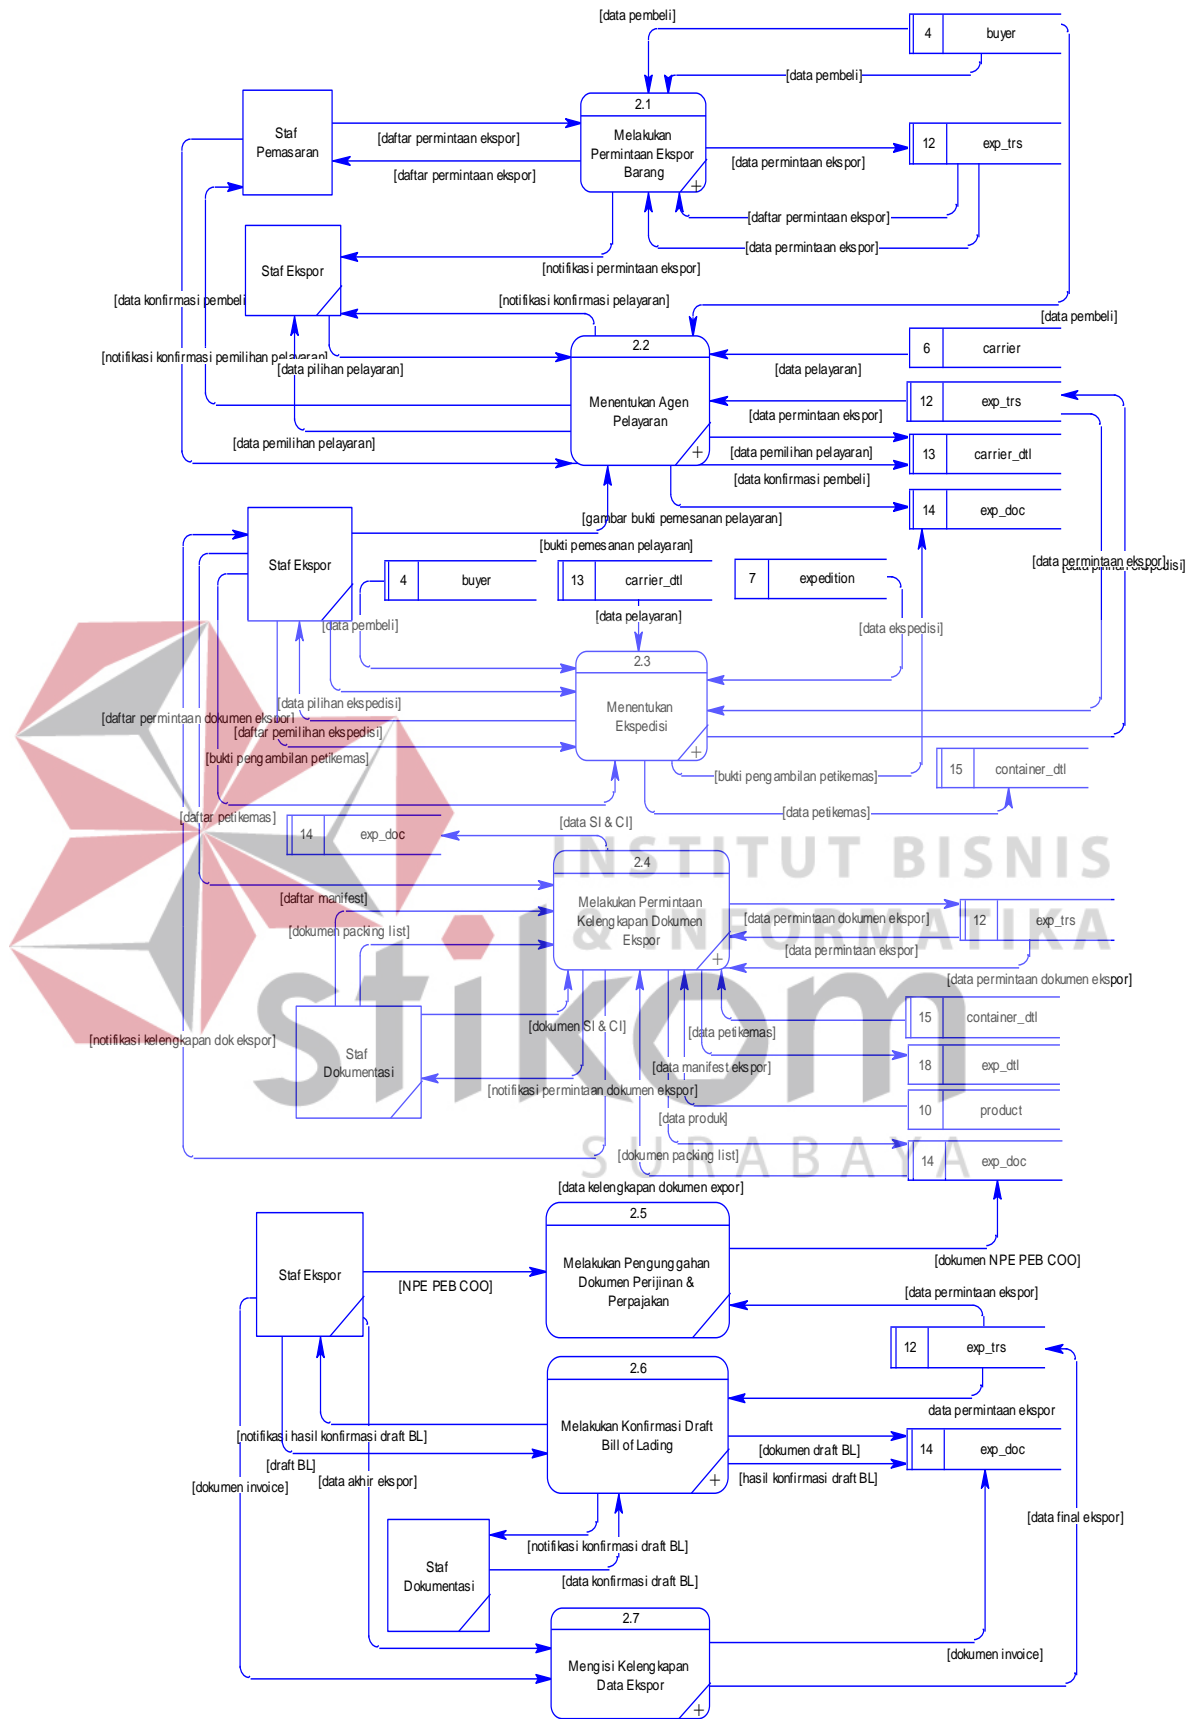 [data pembeli]
4
buyer
[data pembeli]
2.1
Staf
Pemasaran
[daftar permintaan ekspor]
Melakukan
Permintaan Ekspor
Barang
12
exp_trs
[data permintaan ekspor]
[daftar permintaan ekspor]
[daftar permintaan ekspor]
[data permintaan ekspor]
[notifikasi permintaan ekspor]
Staf Ekspor
[data konfirmasi pembeli
[notifikasi konfirmasi pelayaran]
[data pembeli]
2.2
6
carrier
[notifikasi konfirmasi pemilihan pelayaran]
[data pilihan pelayaran]
[data pelayaran]
Menentukan Agen
Pelayaran
12
exp_trs
[data permintaan ekspor]
[data pemilihan pelayaran]
[data pemilihan pelayaran]
13
carrier_dtl
[data konfirmasi pembeli]
14
exp_doc
[gambar bukti pemesanan pelayaran]
[bukti pemesanan pelayaran]
Staf Ekspor
4
buyer
13
carrier_dtl
7
expedition
[data permintaan ekspor]
[data pilihan ekspedisi]
[data pelayaran]
[data pembeli]
[data ekspedisi]
2.3
Menentukan
Ekspedisi
[data pilihan ekspedisi]
[daftar permintaan dokumen ekspor]
[daftar pemilihan ekspedisi]
[bukti pengambilan petikemas]
[bukti pengambilan petikemas]
15
container_dtl
[daftar petikemas]
[data petikemas]
14
exp_doc
[data SI & CI]
INSTITUT BISNIS
2.4
[daftar manifest]
Melakukan Permintaan
Kelengkapan Dokumen
Ekspor
[data permintaan dokumen ekspor]
12
exp_trs
& INFORMATIKA
[dokumen packing list]
[data permintaan ekspor]
[data permintaan dokumen ekspor]
stikom
15
container_dtl
[dokumen SI & CI]
[data petikemas]
[notifikasi kelengkapan dok ekspor]
Staf
Dokumentasi
18
exp_dtl
[data manifest ekspor]
[notifikasi permintaan dokumen ekspor]
10
product
[data produk]
[dokumen packing list]
14
exp_doc
SURABAYA
[data kelengkapan dokumen expor]
2.5
Staf Ekspor
Melakukan Pengunggahan
Dokumen Perijinan &
Perpajakan
[NPE PEB COO]
[dokumen NPE PEB COO]
[data permintaan ekspor]
12
exp_trs
2.6
data permintaan ekspor
Melakukan Konfirmasi Draft
Bill of Lading
[notifikasi hasil konfirmasi draft BL]
14
exp_doc
[dokumen draft BL]
[draft BL]
[hasil konfirmasi draft BL]
[dokumen invoice]
[data akhir ekspor]
[data final ekspor]
[notifikasi konfirmasi draft BL]
Staf
Dokumentasi
[data konfirmasi draft BL]
2.7
Mengisi Kelengkapan
Data Ekspor
[dokumen invoice]